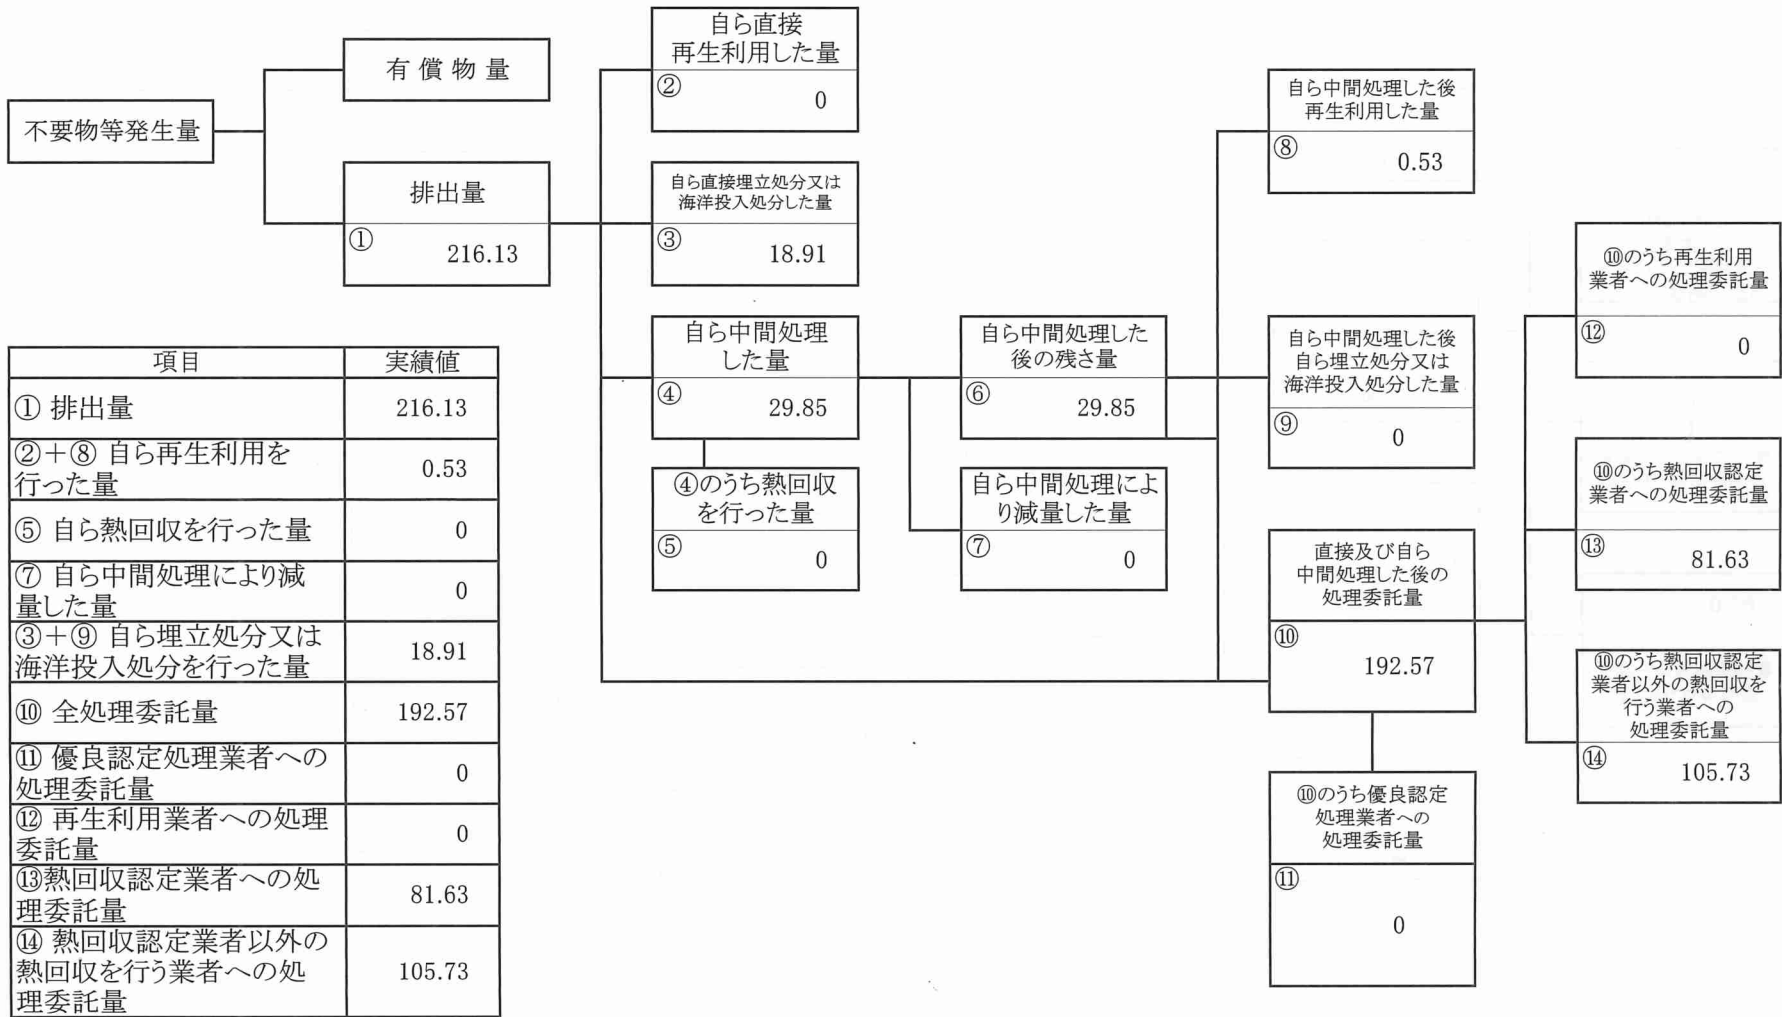 不要物等発生量
有償物量
排出量
①
216.13
自ら直接
再生利用した量
②
0
自ら直接埋立処分又は
海洋投入処分した量
③
18.91
自ら中間処理
した量
④
29.85
④のうち熱回収
を行った量
⑤
0
自ら中間処理した
後の残さ量
⑥
29.85
自ら中間処理によ
り減量した量
⑦
0
自ら中間処理した後
再生利用した量
⑧
0.53
自ら中間処理した後
自ら埋立処分又は
海洋投入処分した量
⑨
0
直接及び自ら
中間処理した後の
処理委託量
⑩
192.57
⑩のうち優良認定
処理業者への
処理委託量
⑪
0
⑩のうち再生利用
業者への処理委託量
⑫
0
⑩のうち熱回収認定
業者への処理委託量
⑬
81.63
⑩のうち熱回収認定
業者以外の熱回収を
行う業者への
処理委託量
⑭
105.73
項目 実績値
① 排出量 216.13
②+⑧ 自ら再生利用を
行った量 0.53
⑤ 自ら熱回収を行った量 0
⑦ 自ら中間処理により減
量した量 0
③+⑨ 自ら埋立処分又は
海洋投入処分を行った量 18.91
⑩ 全処理委託量 192.57
⑪ 優良認定処理業者への
処理委託量 0
⑫ 再生利用業者への処理
委託量 0
⑬熱回収認定業者への処
理委託量 81.63
⑭ 熱回収認定業者以外の
熱回収を行う業者への処
理委託量 105.73